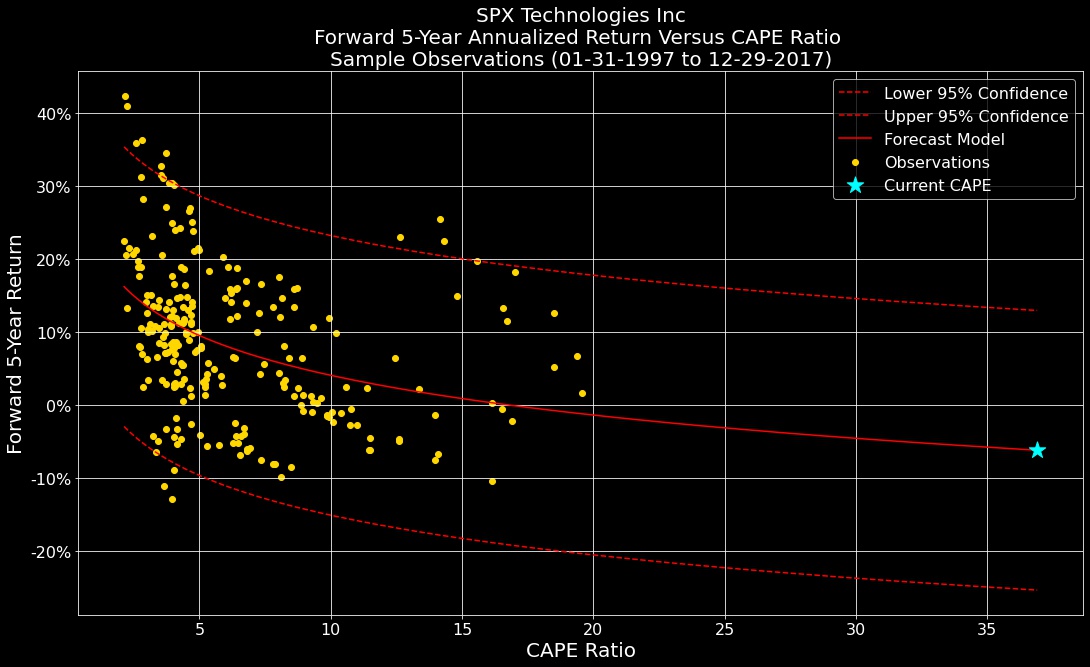 SPX Technologies Inc
Forward 5-Year Annualized Return Versus CAPE Ratio
Sample Observations (01-31-1997 to 12-29-2017)
Lower 95% Confidence
Upper 95% Confidence
Forecast Model
Observations
Current CAPE
Forward 5-Year Return
40%
30%
20%
10%
0%
-10%
-20%
5 10 15 20 25 30 35
CAPE Ratio